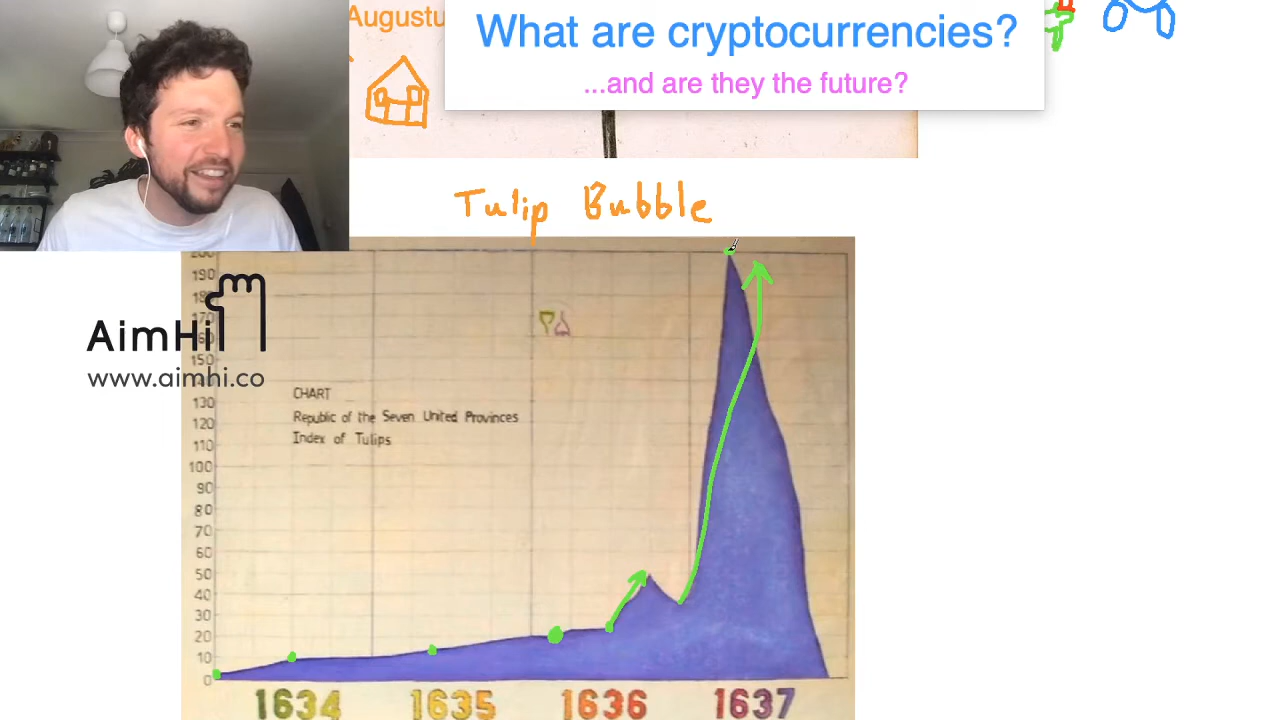 Augustu
What are cryptocurrencies?
...and are they the future?
Tulip Bubble
AimHi
www.aimhi.co
200
190
180
170
160
150
140
130
120
110
100
90
80
70
60
50
40
30
20
10
0
CHART
Republic of the Seven United Provinces
Index of Tulips
1634 1635 1636 1637